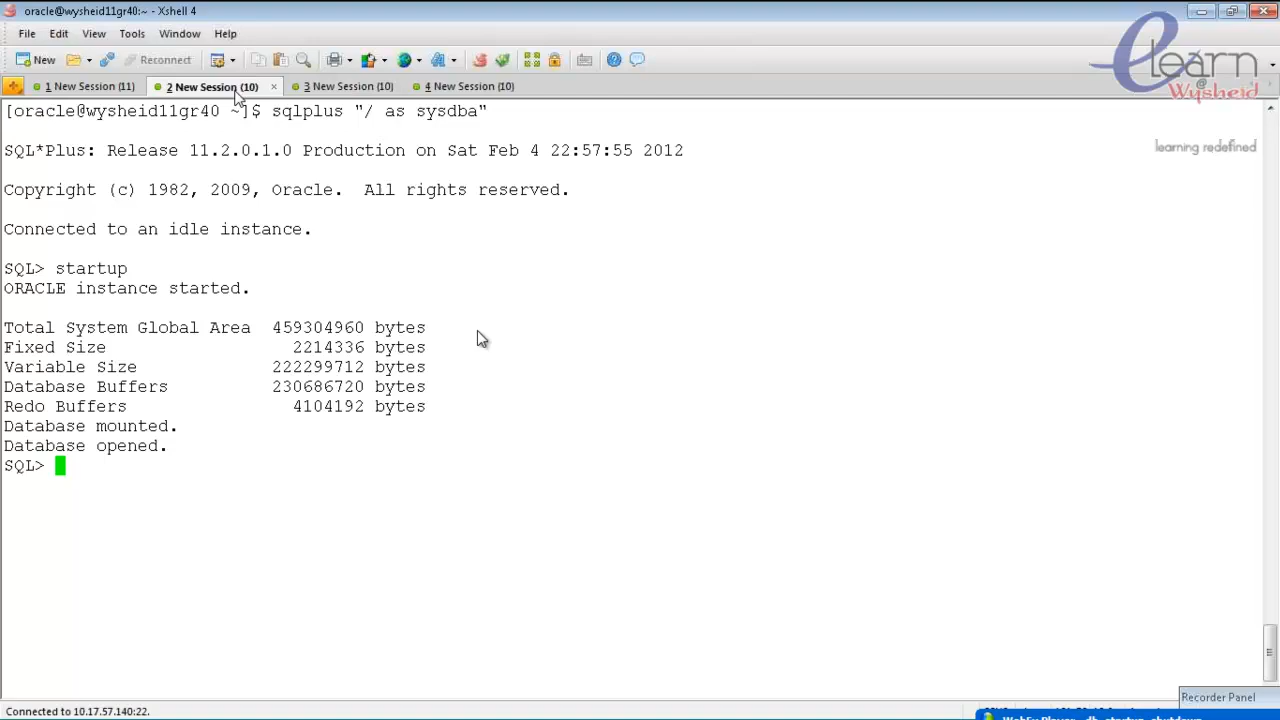 oracle@wysheid11gr40:~ - Xshell 4
File Edit View Tools Window Help
New Reconnect
1 New Session (11) 2 New Session (10) × 3 New Session (10) 4 New Session (10)
elearn
@
Wysheid
learning redefined
[oracle@wysheid11gr40 ~]$ sqlplus "/ as sysdba"
SQL*Plus: Release 11.2.0.1.0 Production on Sat Feb 4 22:57:55 2012
Copyright (c) 1982, 2009, Oracle.  All rights reserved.
Connected to an idle instance.
SQL> startup
ORACLE instance started.
Total System Global Area  459304960 bytes
Fixed Size                  2214336 bytes
Variable Size             222299712 bytes
Database Buffers          230686720 bytes
Redo Buffers                4104192 bytes
Database mounted.
Database opened.
SQL>
Recorder Panel
Connected to 10.17.57.140:22.